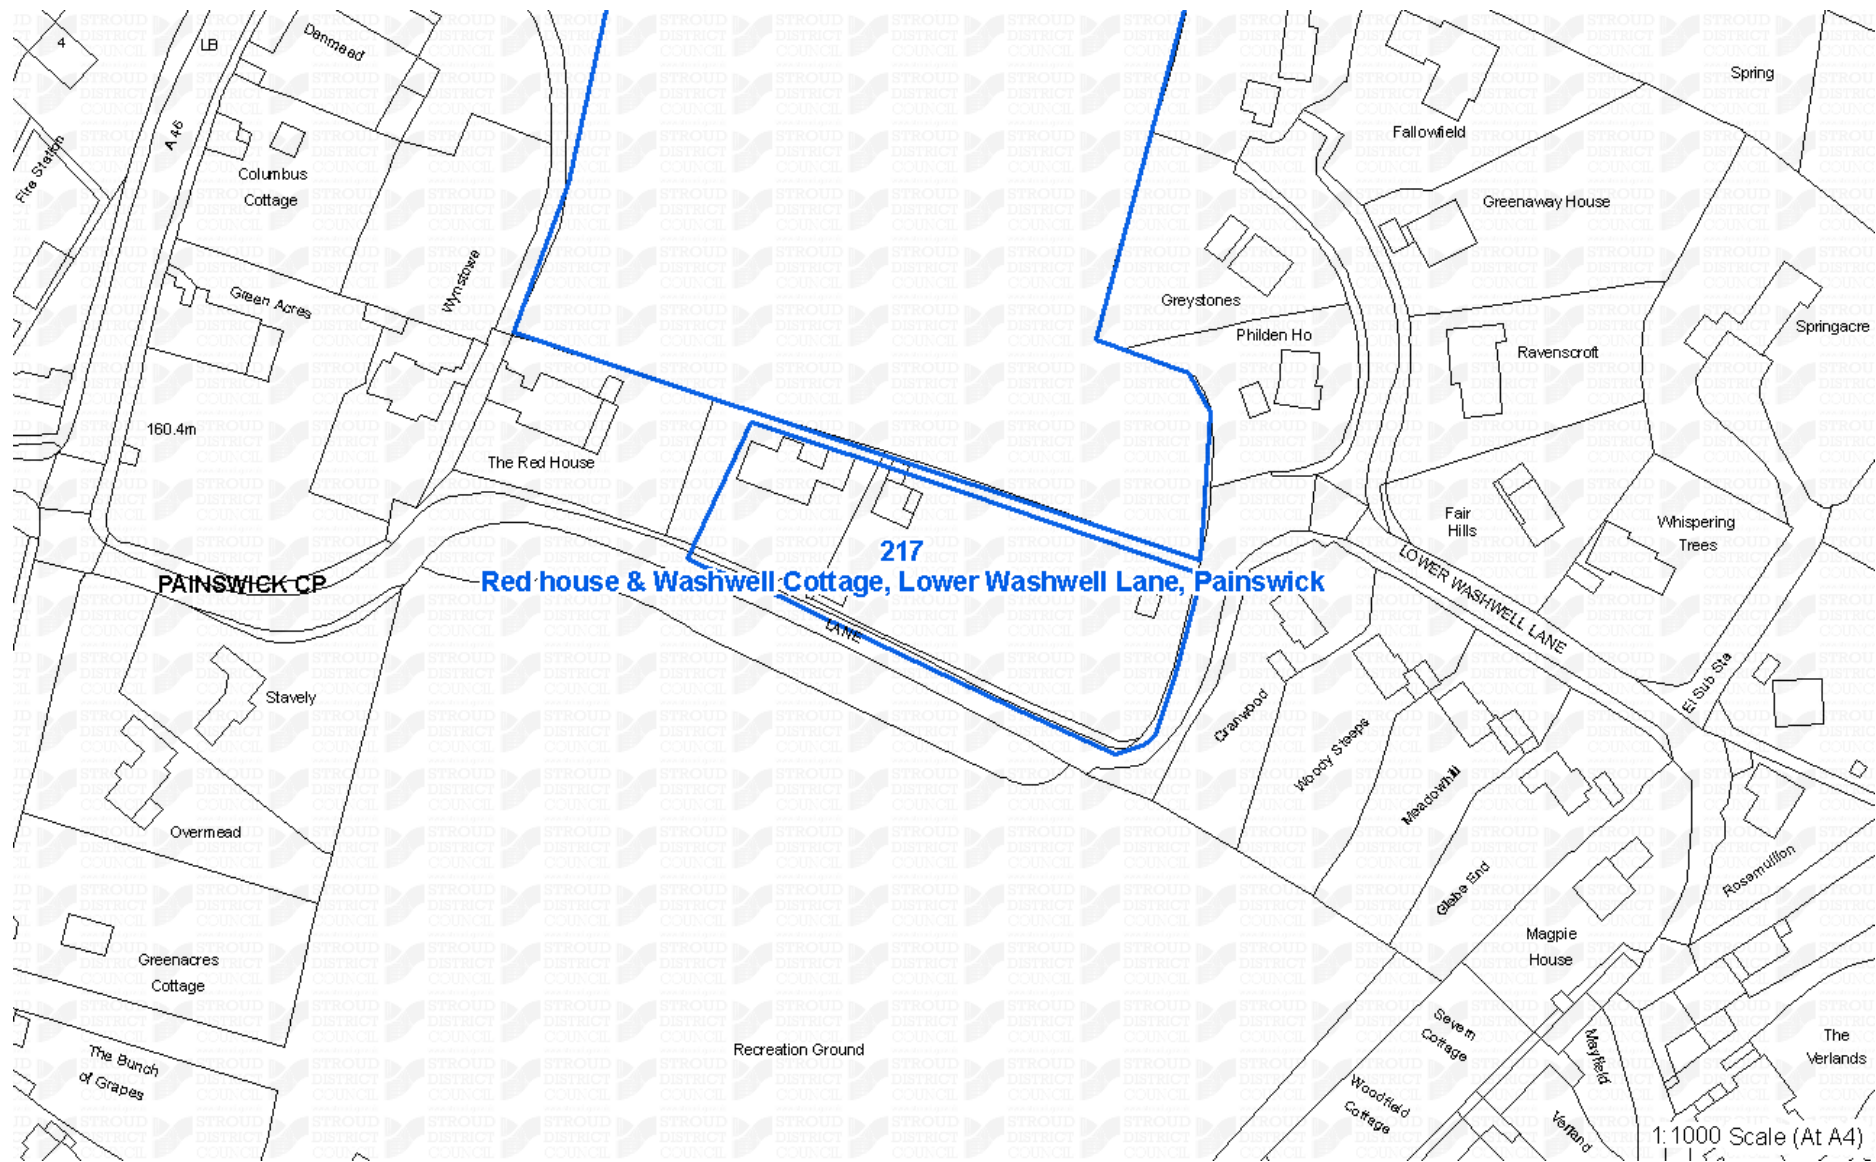 4
LB
Denmead
Spring
A 46
Fire Station
Fallowfield
Columbus
Cottage
Greenaway House
Wynstowe
Green Acres
Greystones
Philden Ho
Springacre
Ravenscroft
160.4m
The Red House
Fair
Hills
Whispering
Trees
217
Red house & Washwell Cottage, Lower Washwell Lane, Painswick
PAINSWICK CP
LOWER WASHWELL LANE
LANE
Stavely
El Sub Sta
Cranwood
Woody Steeps
Meadowhill
Overmead
Rosamullion
Glebe End
Magpie
House
Greenacres
Cottage
Recreation Ground
Severn
Cottage
Mayfield
The
Verlands
The Bunch
of Grapes
Woodfield
Cottage
Verland
1:1000 Scale (At A4)
STROUD
DISTRICT
COUNCIL